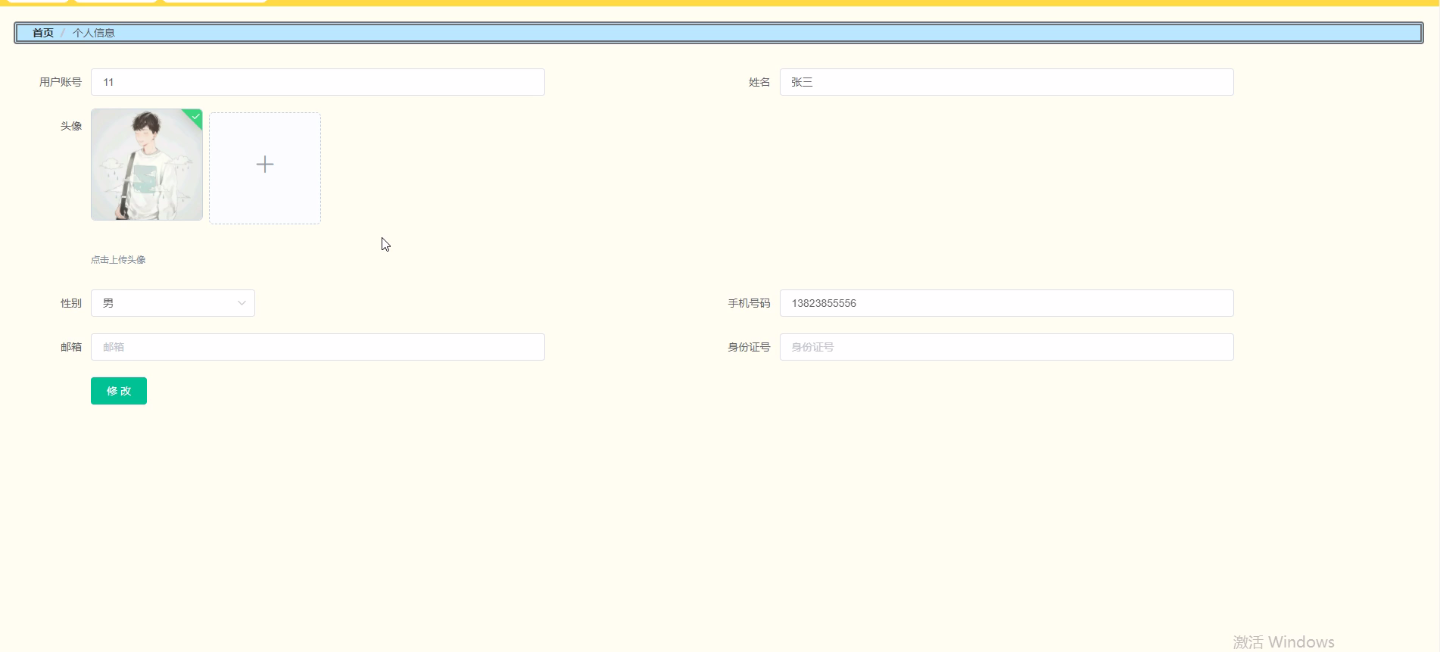 首页 / 个人信息
用户账号 11 姓名 张三
头像
点击上传头像
性别 男 手机号码 13823855556
邮箱 邮箱 身份证号 身份证号
修 改
激活 Windows